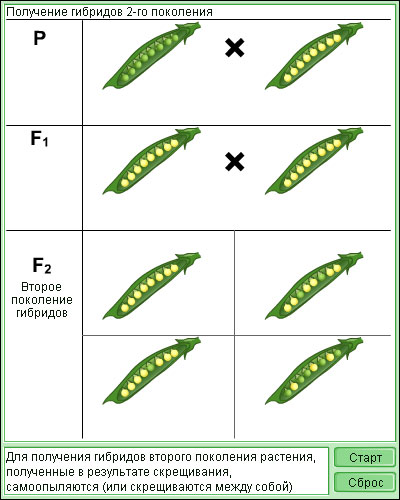 Получение гибридов 2-го поколения
P
F₁
F₂
Второе
поколение
гибридов
Для получения гибридов второго поколения растения,
полученные в результате скрещивания,
самоопыляются (или скрещиваются между собой)
Старт
Сброс